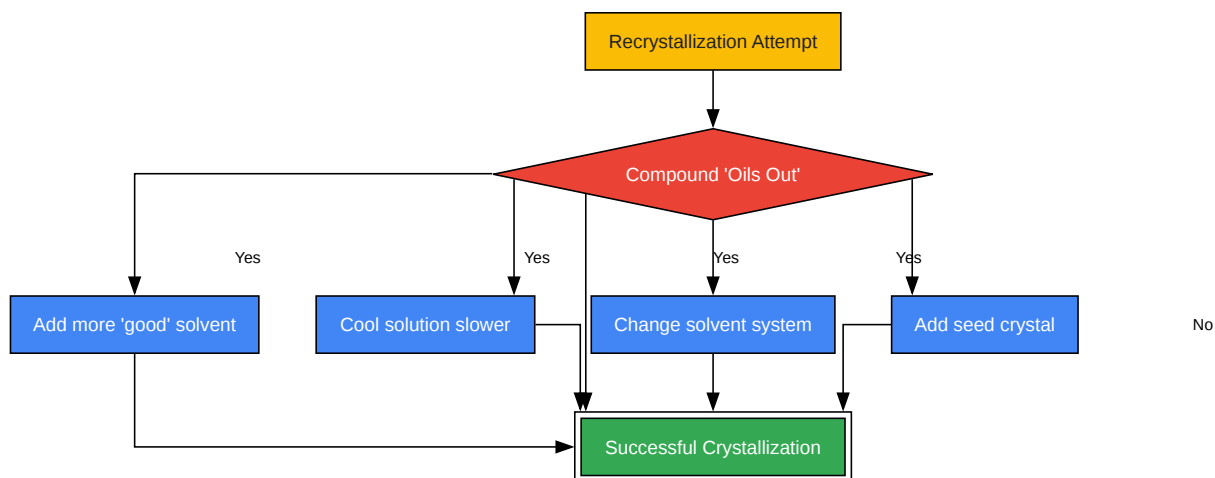 Recrystallization Attempt
Compound 'Oils Out'
Yes
Yes
Yes
Yes
Add more 'good' solvent
Cool solution slower
Change solvent system
Add seed crystal
No
Successful Crystallization